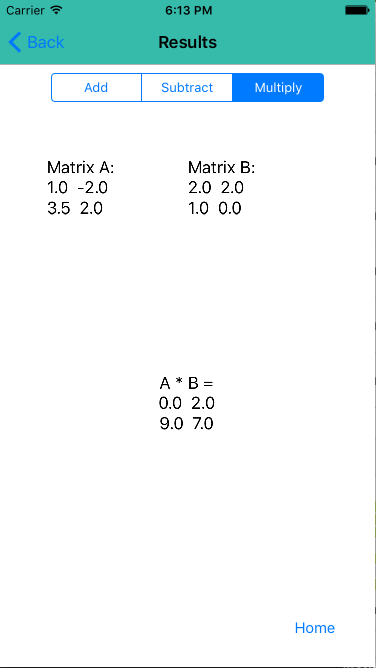 Carrier 6:13 PM
Back Results
Add Subtract Multiply
Matrix A: Matrix B:
1.0 -2.0 2.0 2.0
3.5 2.0 1.0 0.0
A * B =
0.0 2.0
9.0 7.0
Home